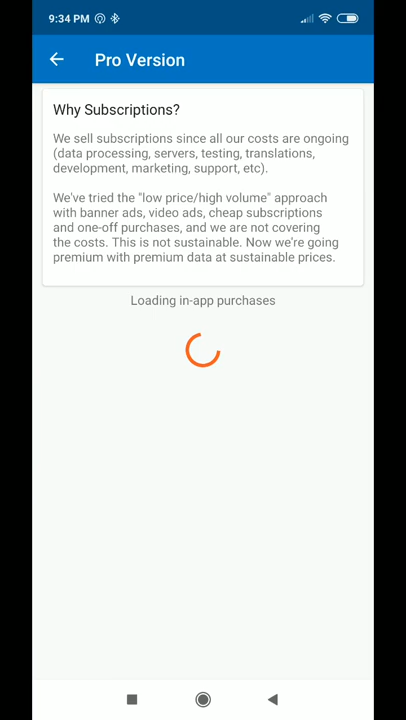 9:34 PM
Pro Version
Why Subscriptions?
We sell subscriptions since all our costs are ongoing
(data processing, servers, testing, translations,
development, marketing, support, etc).
We've tried the "low price/high volume" approach
with banner ads, video ads, cheap subscriptions
and one-off purchases, and we are not covering
the costs. This is not sustainable. Now we're going
premium with premium data at sustainable prices.
Loading in-app purchases